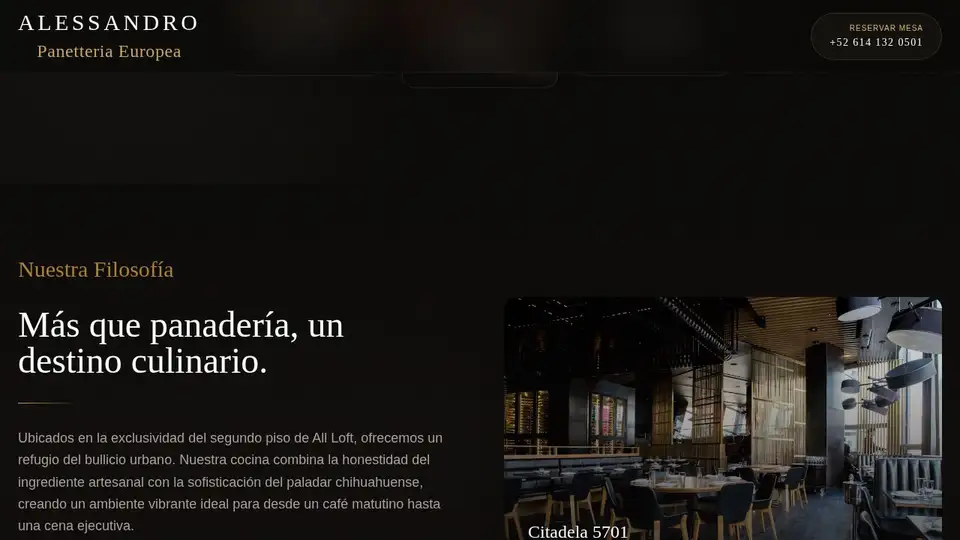 ALESSANDRO
Panetteria Europea
RESERVAR MESA
+52 614 132 0501
Nuestra Filosofía
Más que panadería, un
destino culinario.
Ubicados en la exclusividad del segundo piso de All Loft, ofrecemos un
refugio del bullicio urbano. Nuestra cocina combina la honestidad del
ingrediente artesanal con la sofisticación del paladar chihuahuense,
creando un ambiente vibrante ideal para desde un café matutino hasta
una cena ejecutiva.
Citadela 5701